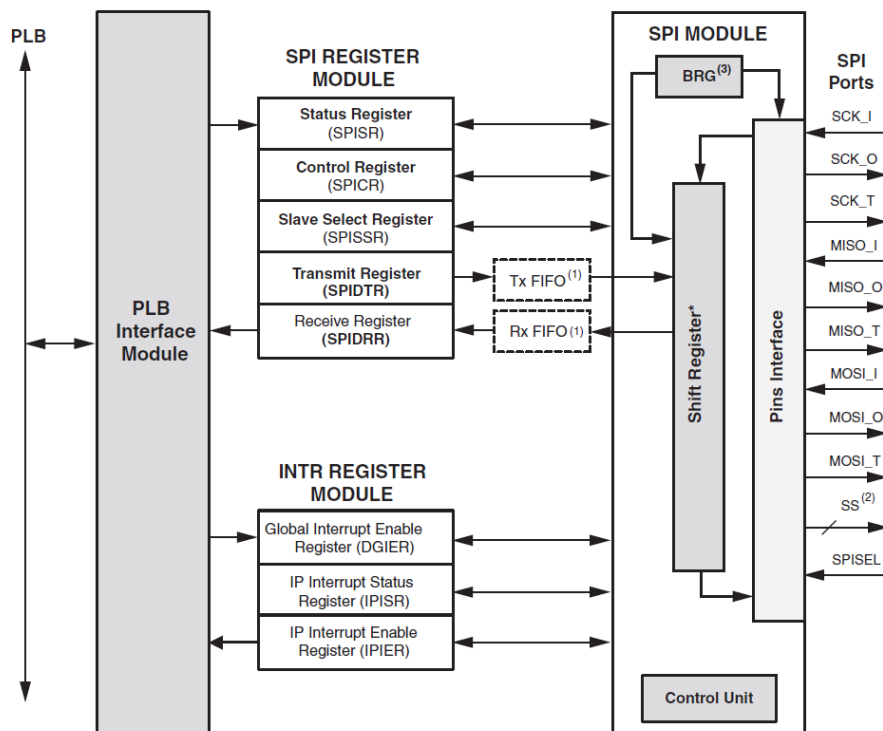 PLB
PLB
Interface
Module
SPI REGISTER
MODULE
Status Register
(SPISR)
Control Register
(SPICR)
Slave Select Register
(SPISSR)
Transmit Register
(SPIDTR)
Receive Register
(SPIDRR)
Tx FIFO(1)
Rx FIFO(1)
INTR REGISTER
MODULE
Global Interrupt Enable
Register (DGIER)
IP Interrupt Status
Register (IPISR)
IP Interrupt Enable
Register (IPIER)
SPI MODULE
BRG(3)
Shift Register*
Pins Interface
Control Unit
SPI
Ports
SCK_I
SCK_O
SCK_T
MISO_I
MISO_O
MISO_T
MOSI_I
MOSI_O
MOSI_T
SS(2)
SPISEL